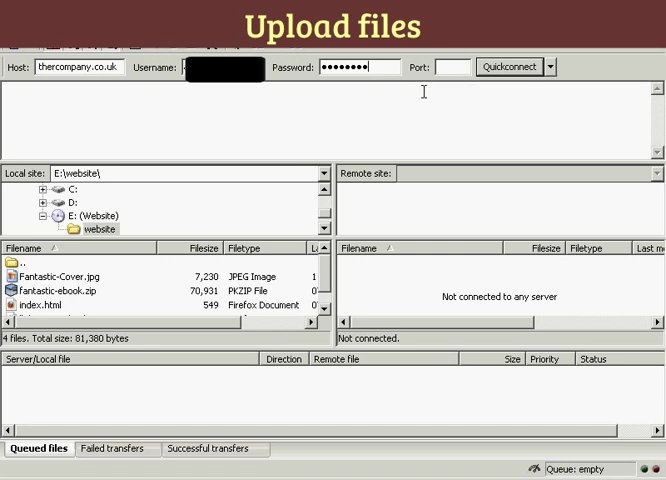 Upload files
Host: thercompany.co.uk Username: Password: •••••••• Port: Quickconnect
Local site: E:\website\ Remote site:
C:
D:
E: (Website)
website
Filename Filesize Filetype
..
Fantastic-Cover.jpg 7,230 JPEG Image 1
fantastic-ebook.zip 70,931 PKZIP File
index.html 549 Firefox Document
4 files. Total size: 81,380 bytes
Filename Filesize Filetype Last
Not connected to any server
Not connected.
Server/Local file Direction Remote file Size Priority Status
Queued files Failed transfers Successful transfers
Queue: empty